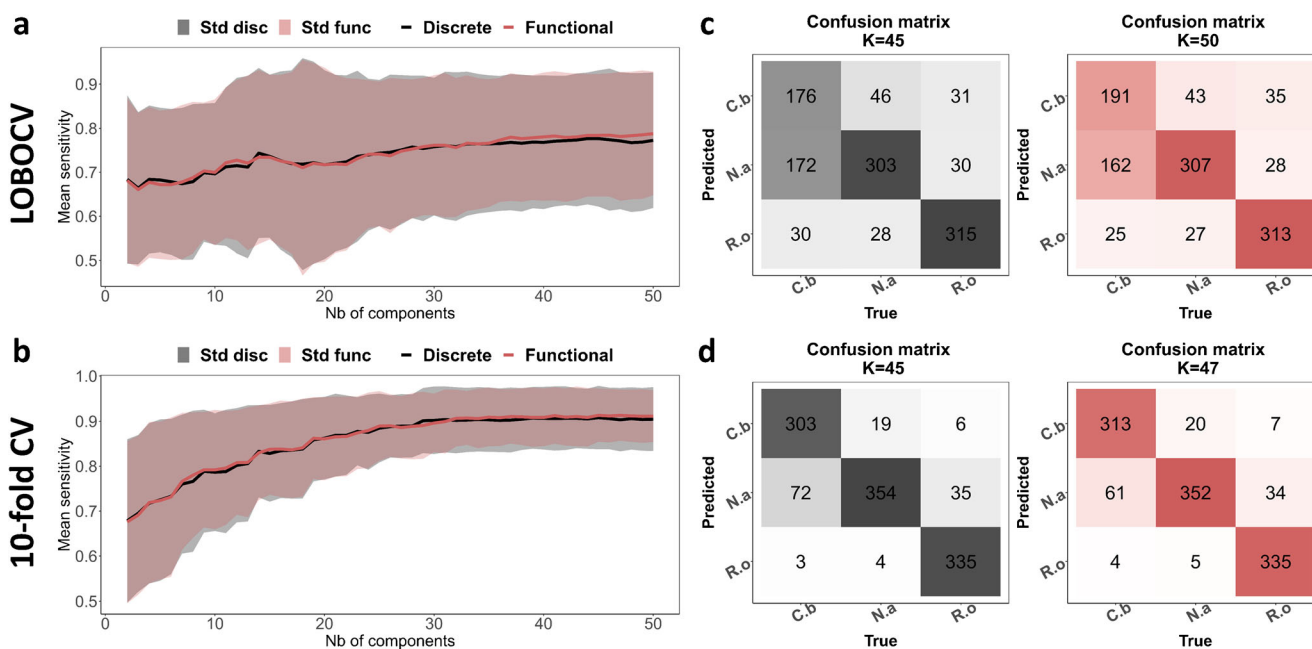 a
Std disc Std func Discrete Functional
LOBOCV
Mean sensitivity
0.9
0.8
0.7
0.6
0.5
0 10 20 30 40 50
Nb of components
b
Std disc Std func Discrete Functional
10-fold CV
Mean sensitivity
1.0
0.9
0.8
0.7
0.6
0.5
0 10 20 30 40 50
Nb of components
c
Confusion matrix
K=45
Predicted
C.b 176 46 31
N.a 172 303 30
R.o 30 28 315
C.b N.a R.o
True
Confusion matrix
K=50
Predicted
C.b 191 43 35
N.a 162 307 28
R.o 25 27 313
C.b N.a R.o
True
d
Confusion matrix
K=45
Predicted
C.b 303 19 6
N.a 72 354 35
R.o 3 4 335
C.b N.a R.o
True
Confusion matrix
K=47
Predicted
C.b 313 20 7
N.a 61 352 34
R.o 4 5 335
C.b N.a R.o
True